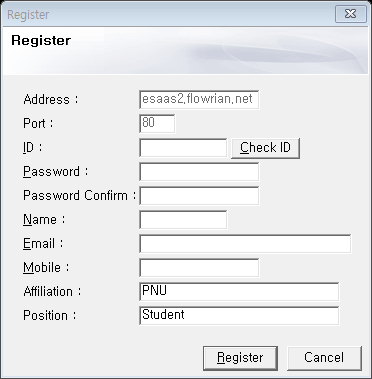 Register
Register
Address :
esaas2.flowrian.net
Port :
80
ID :
Check ID
Password :
Password Confirm :
Name :
Email :
Mobile :
Affiliation :
PNU
Position :
Student
Register
Cancel